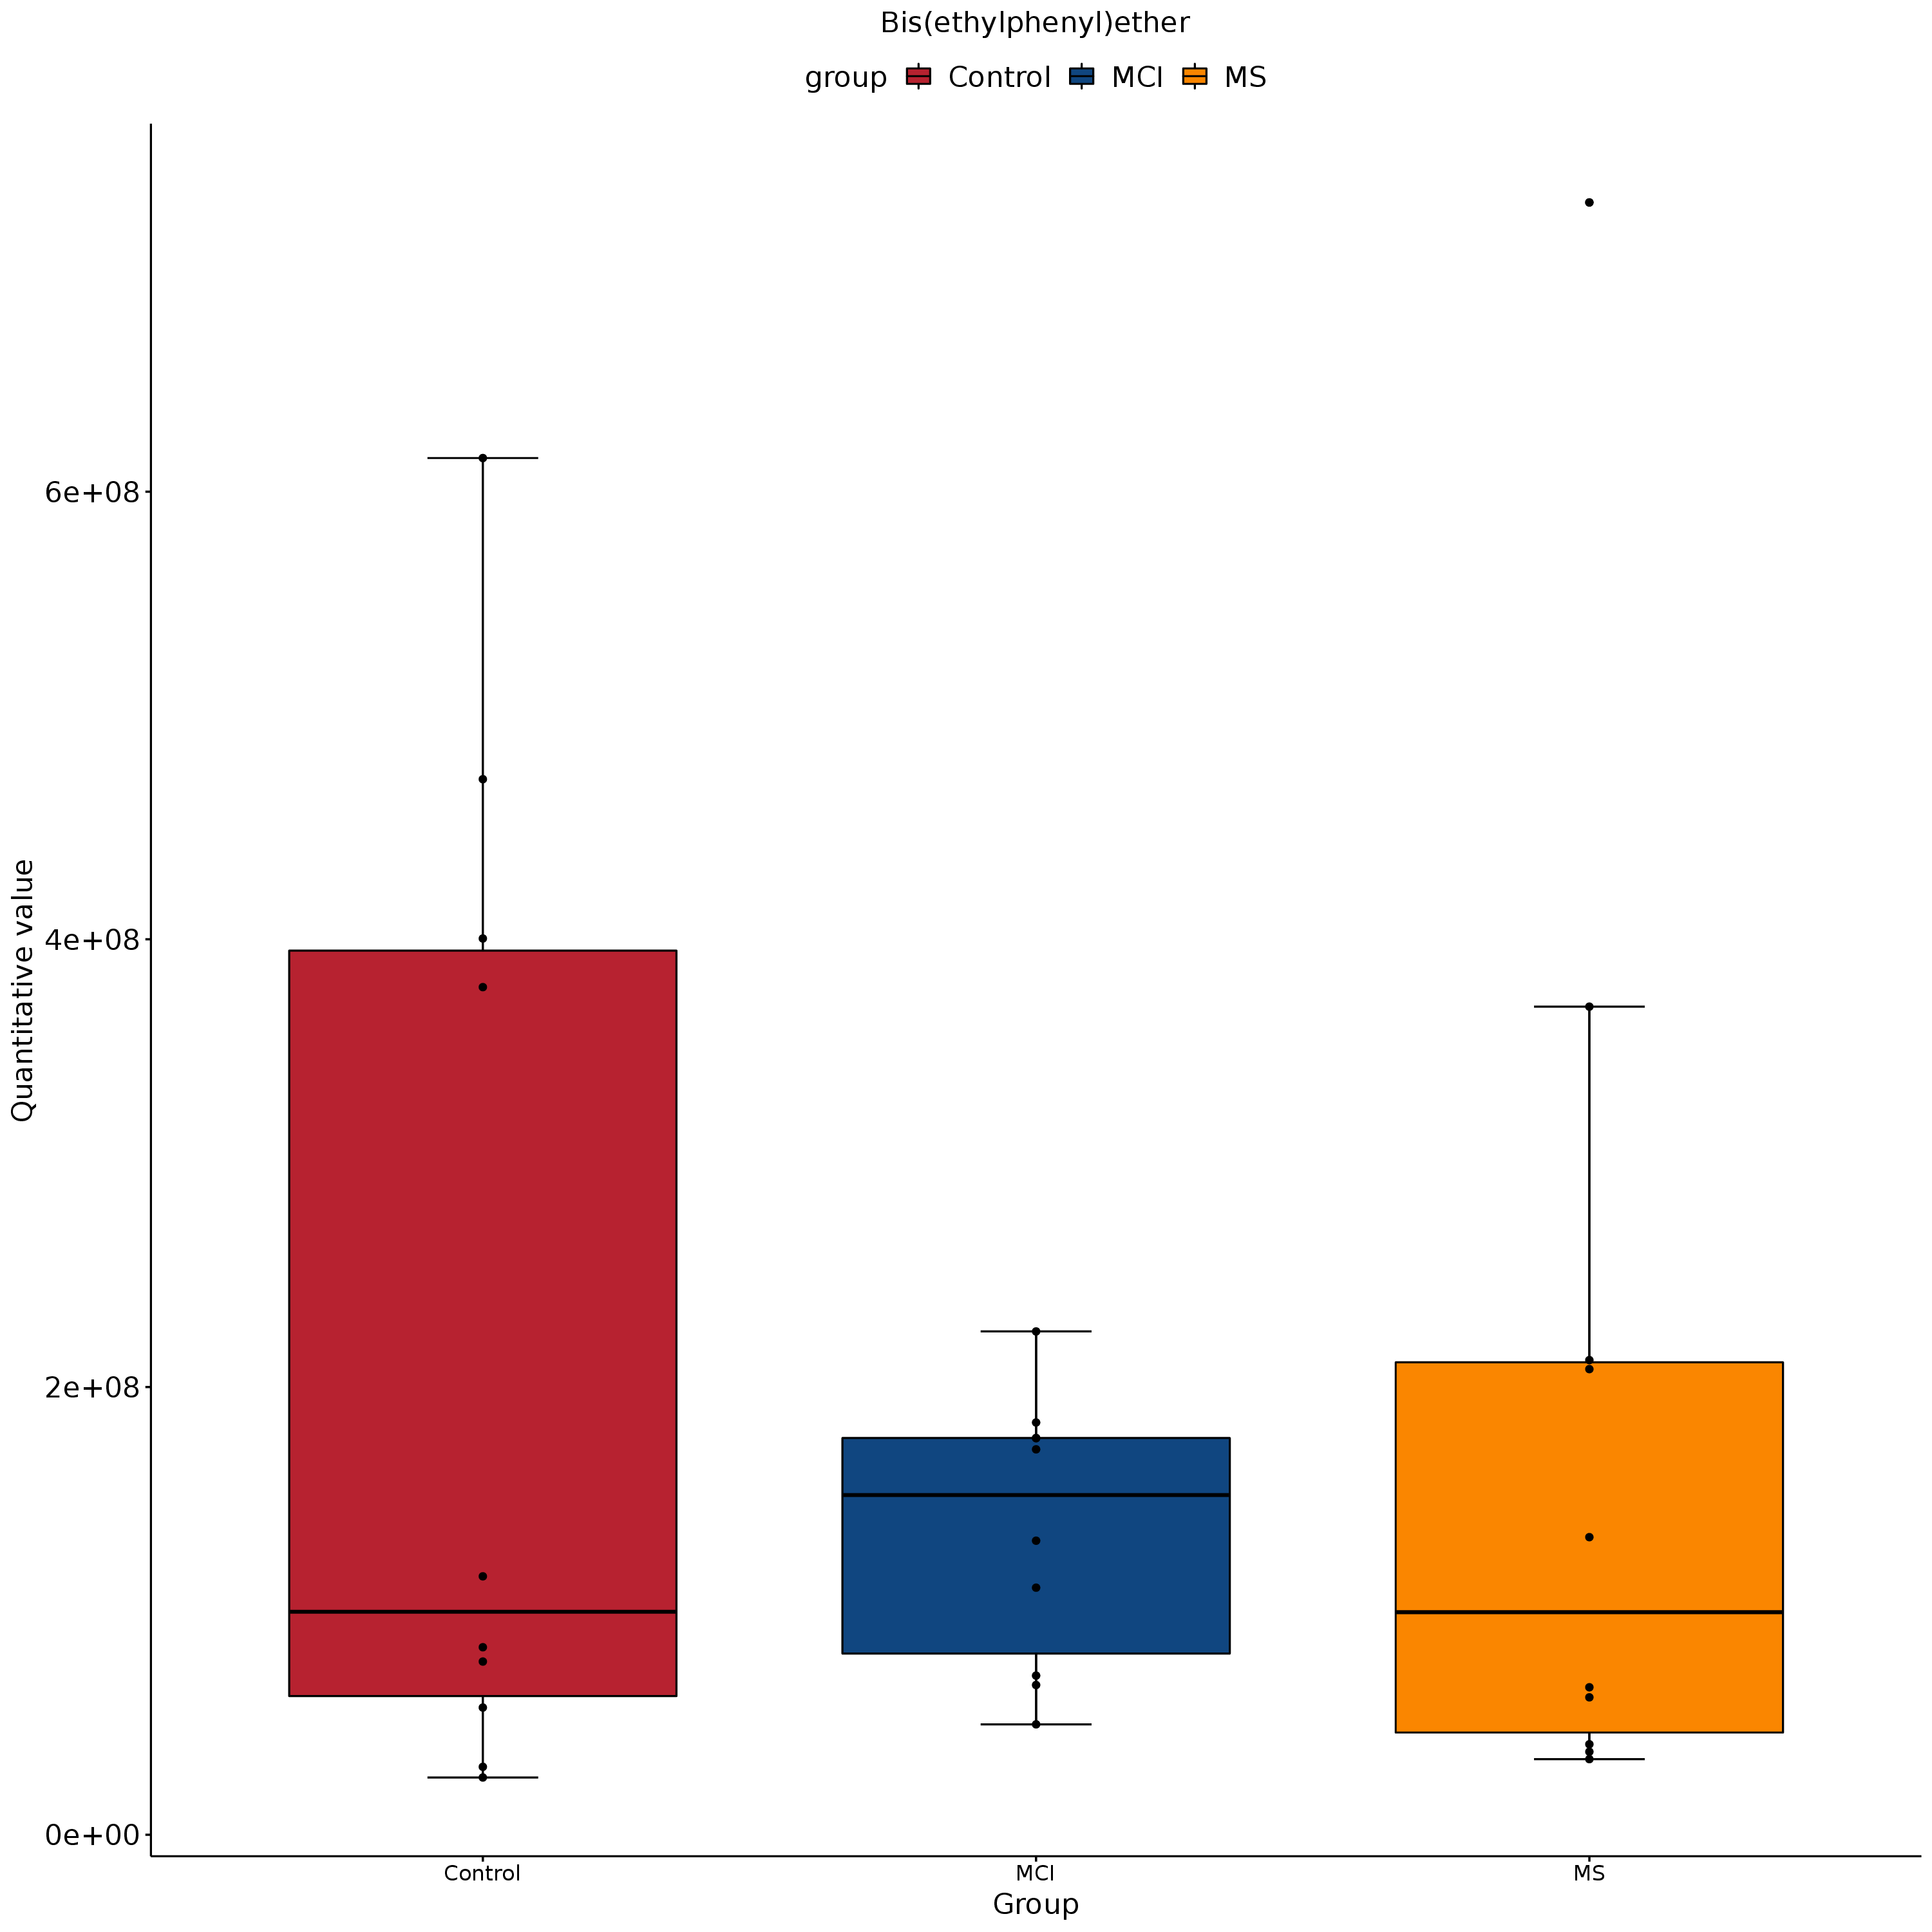 Bis(ethylphenyl)ether
group Control MCI MS
Quantitative value
6e+08
4e+08
2e+08
0e+00
Control MCI MS
Group